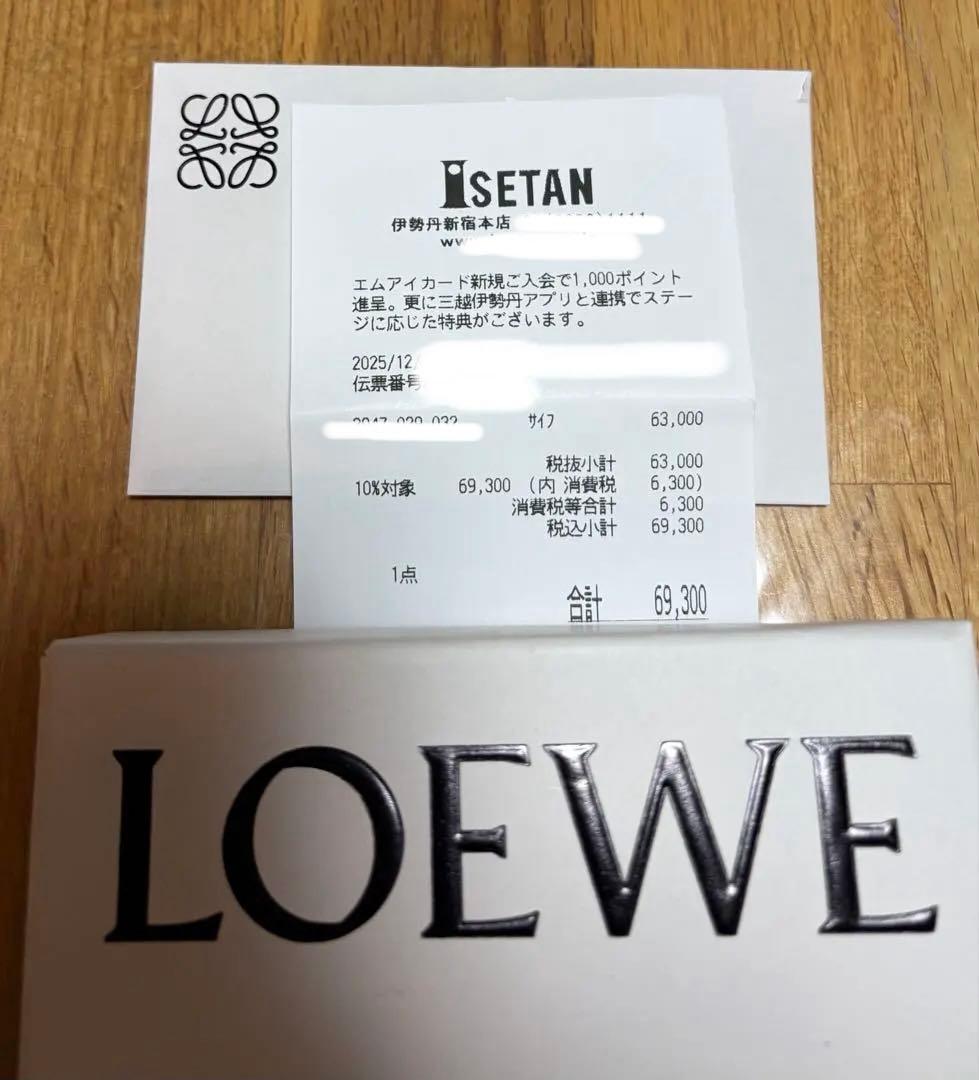 ISETAN
伊勢丹新宿本店
エムアイカード新規ご入会で1,000ポイント
進呈。更に三越伊勢丹アプリと連携でステー
ジに応じた特典がございます。
2025/12/
伝票番号
サイフ 63,000
税抜小計 63,000
10%対象 69,300 (内 消費税 6,300)
消費税等合計 6,300
税込小計 69,300
1点
合計 69,300
LOEWE